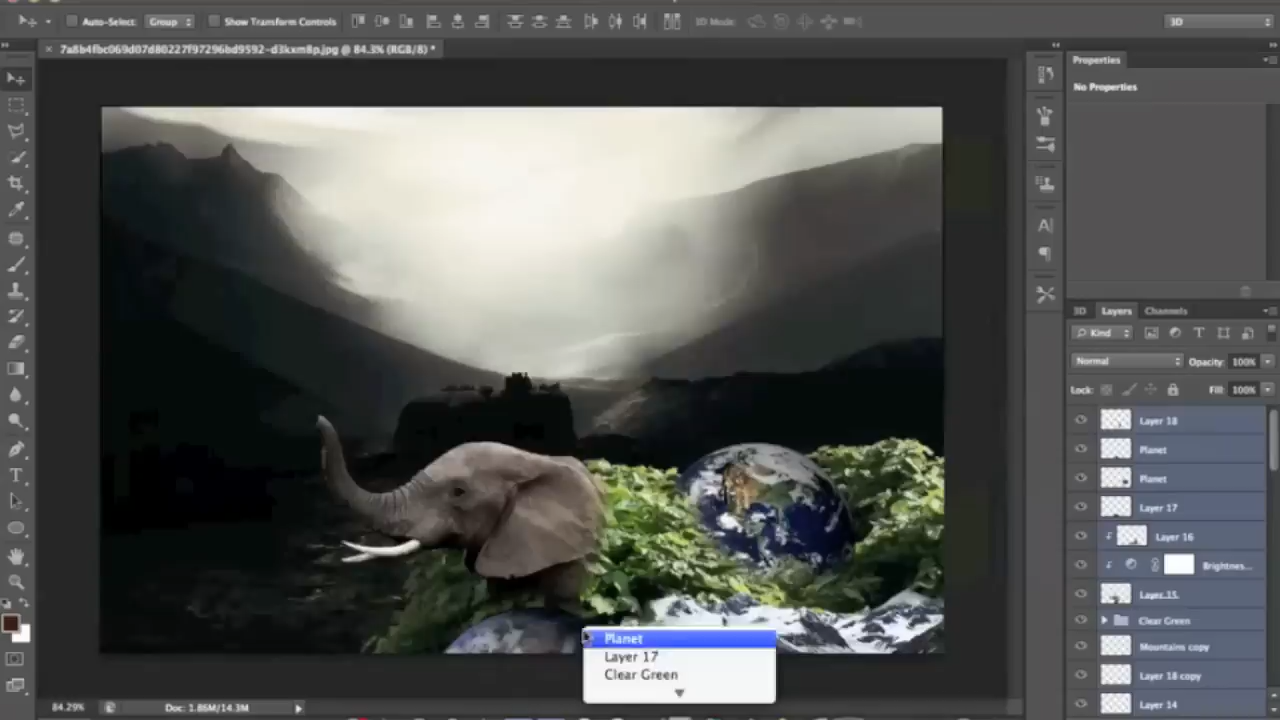 Auto-Select:
Group
Show Transform Controls
3D Mode:
3D
7a8b4fbc069d07d80227f97296bd9592-d3kxm8p.jpg @ 84.3% (RGB/8) *
Properties
No Properties
3D
Layers
Channels
Kind
Normal
Opacity:
100%
Lock:
Fill:
100%
Layer 18
Planet
Planet
Layer 17
Layer 16
Brightnes...
Layer 15
Clear Green
Mountains copy
Layer 18 copy
Layer 14
Planet
Layer 17
Clear Green
84.29%
Doc: 1.86M/14.3M